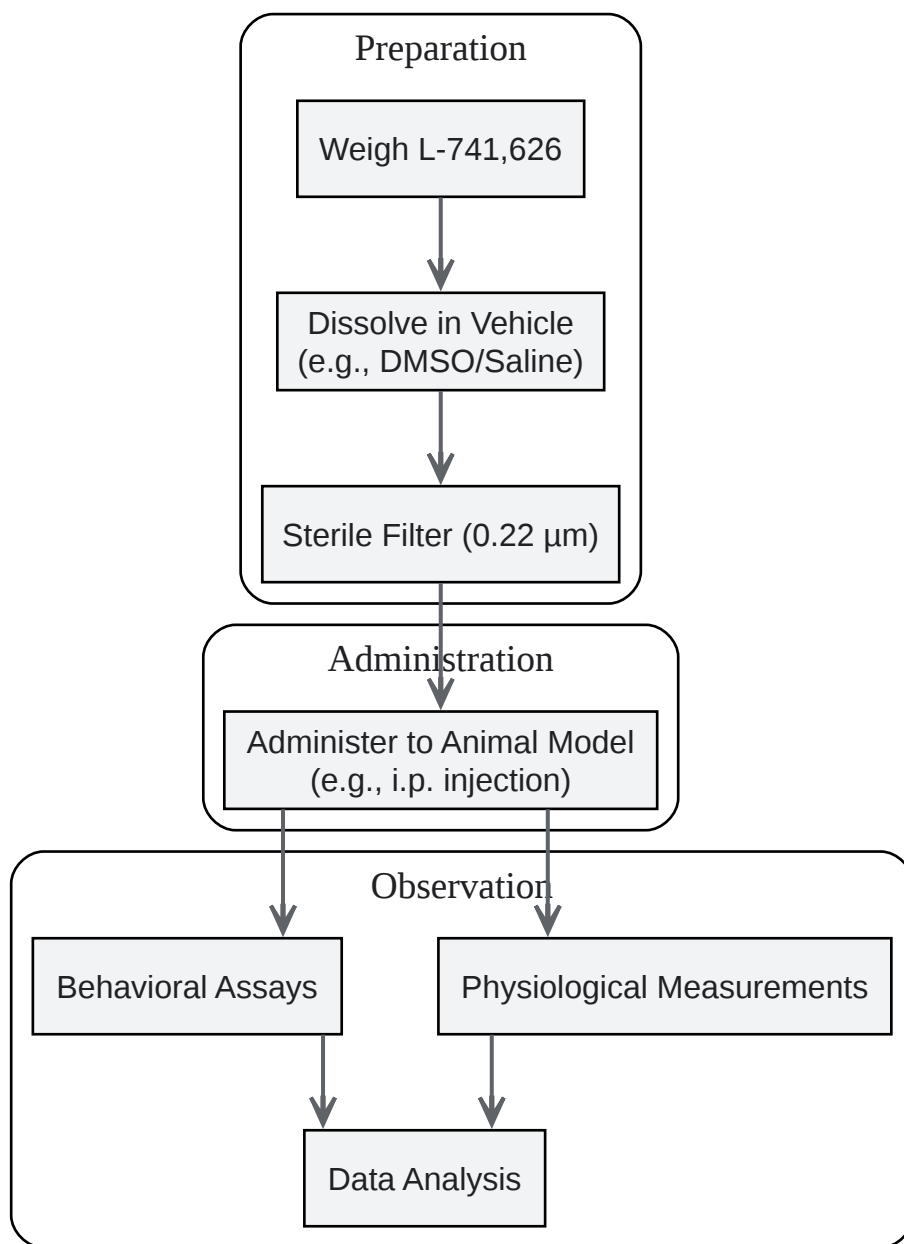 Preparation
Weigh L-741,626
Dissolve in Vehicle
(e.g., DMSO/Saline)
Sterile Filter (0.22 µm)
Administration
Administer to Animal Model
(e.g., i.p. injection)
Observation
Behavioral Assays
Physiological Measurements
Data Analysis